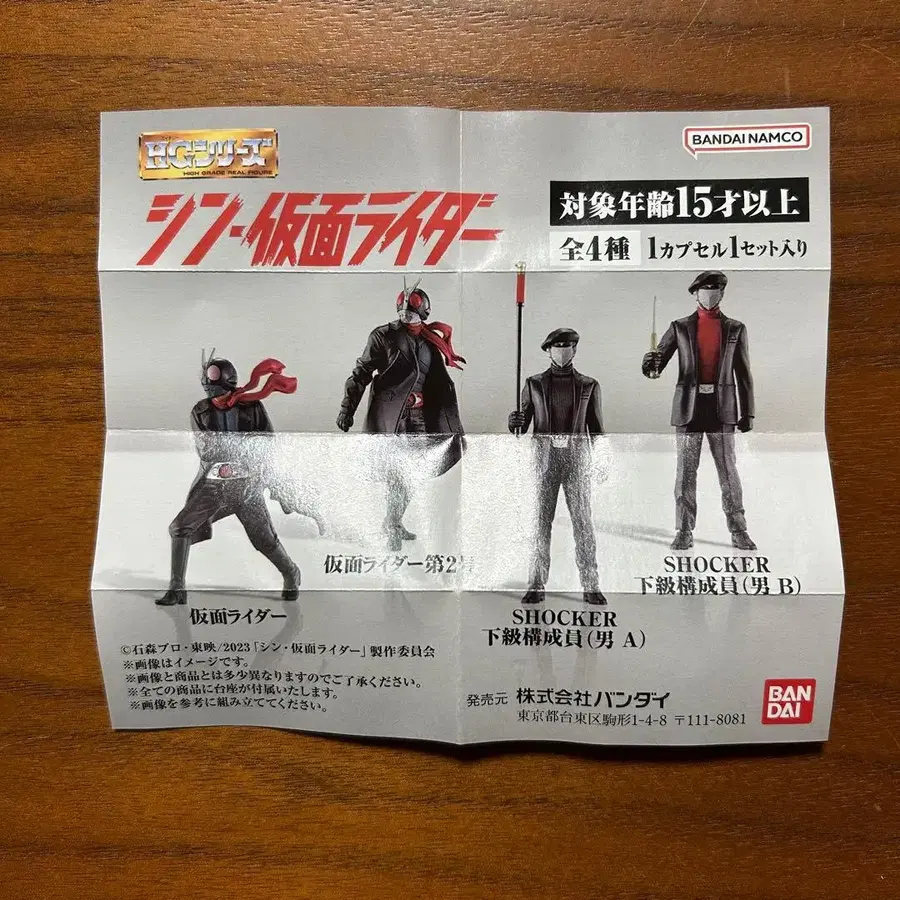 HGシリーズ
HIGH GRADE REAL FIGURE
BANDAI NAMCO
シン・仮面ライダー
対象年齢15才以上
全4種 1カプセル1セット入り
仮面ライダー
仮面ライダー第2号
SHOCKER
下級構成員(男 A)
SHOCKER
下級構成員(男 B)
©石森プロ・東映/2023「シン・仮面ライダー」製作委員会
※画像はイメージです。
※画像と商品とは多少異なりますのでご了承ください。
※全ての商品に台座が付属いたします。
※画像を参考に組み立ててください。
発売元 株式会社バンダイ
東京都台東区駒形1-4-8 〒111-8081
BAN
DAI